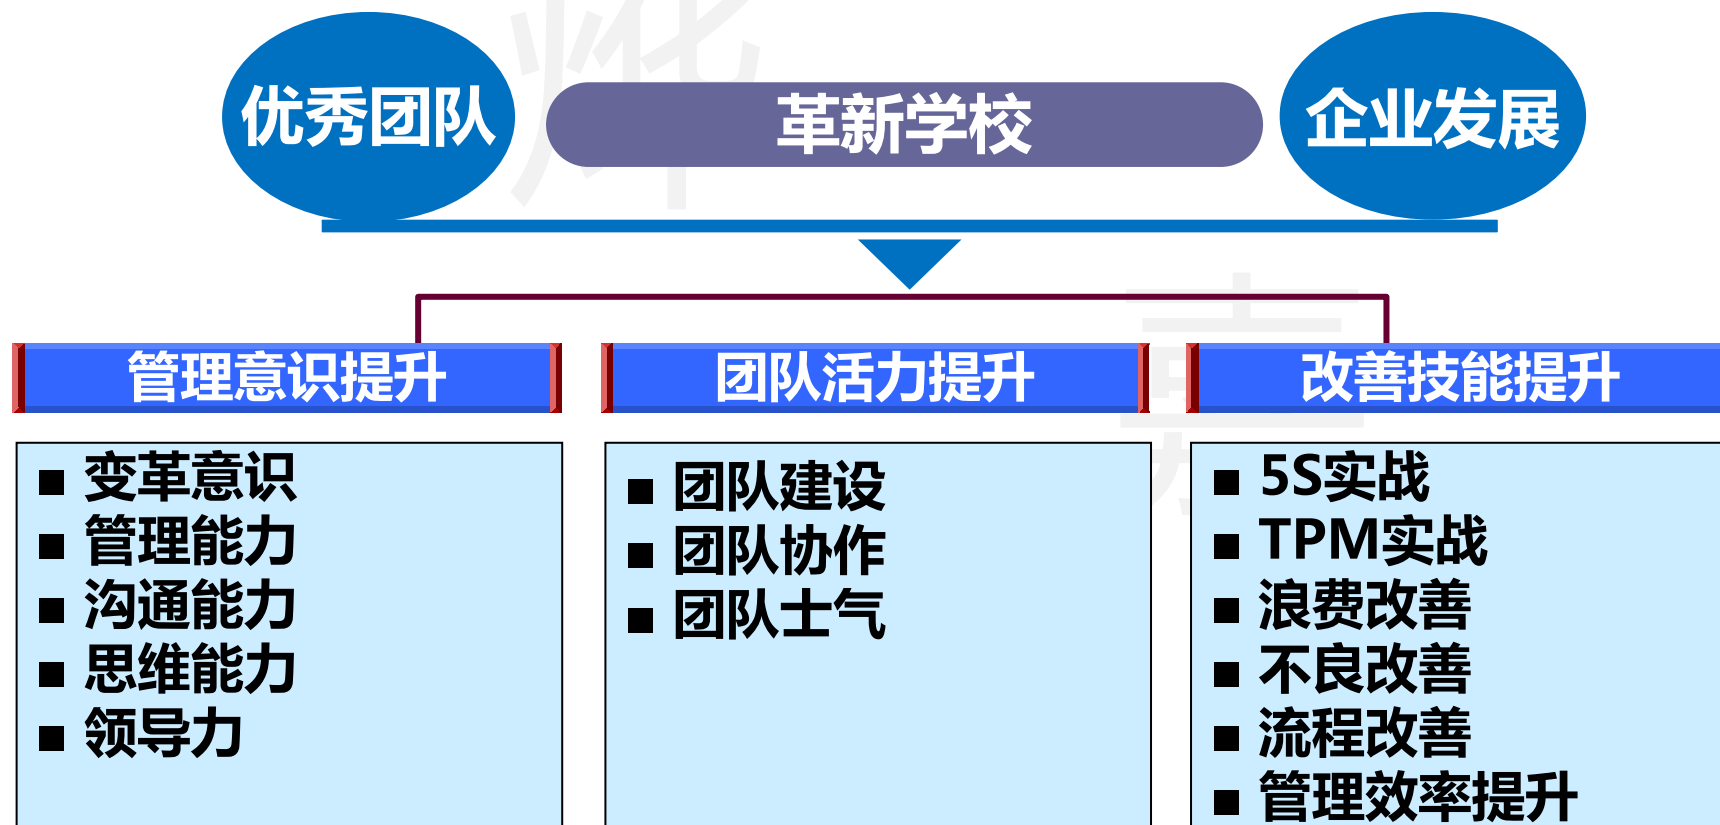 优秀团队
革新学校
企业发展
管理意识提升
团队活力提升
改善技能提升
变革意识
管理能力
沟通能力
思维能力
领导力
团队建设
团队协作
团队士气
5S实战
TPM实战
浪费改善
不良改善
流程改善
管理效率提升